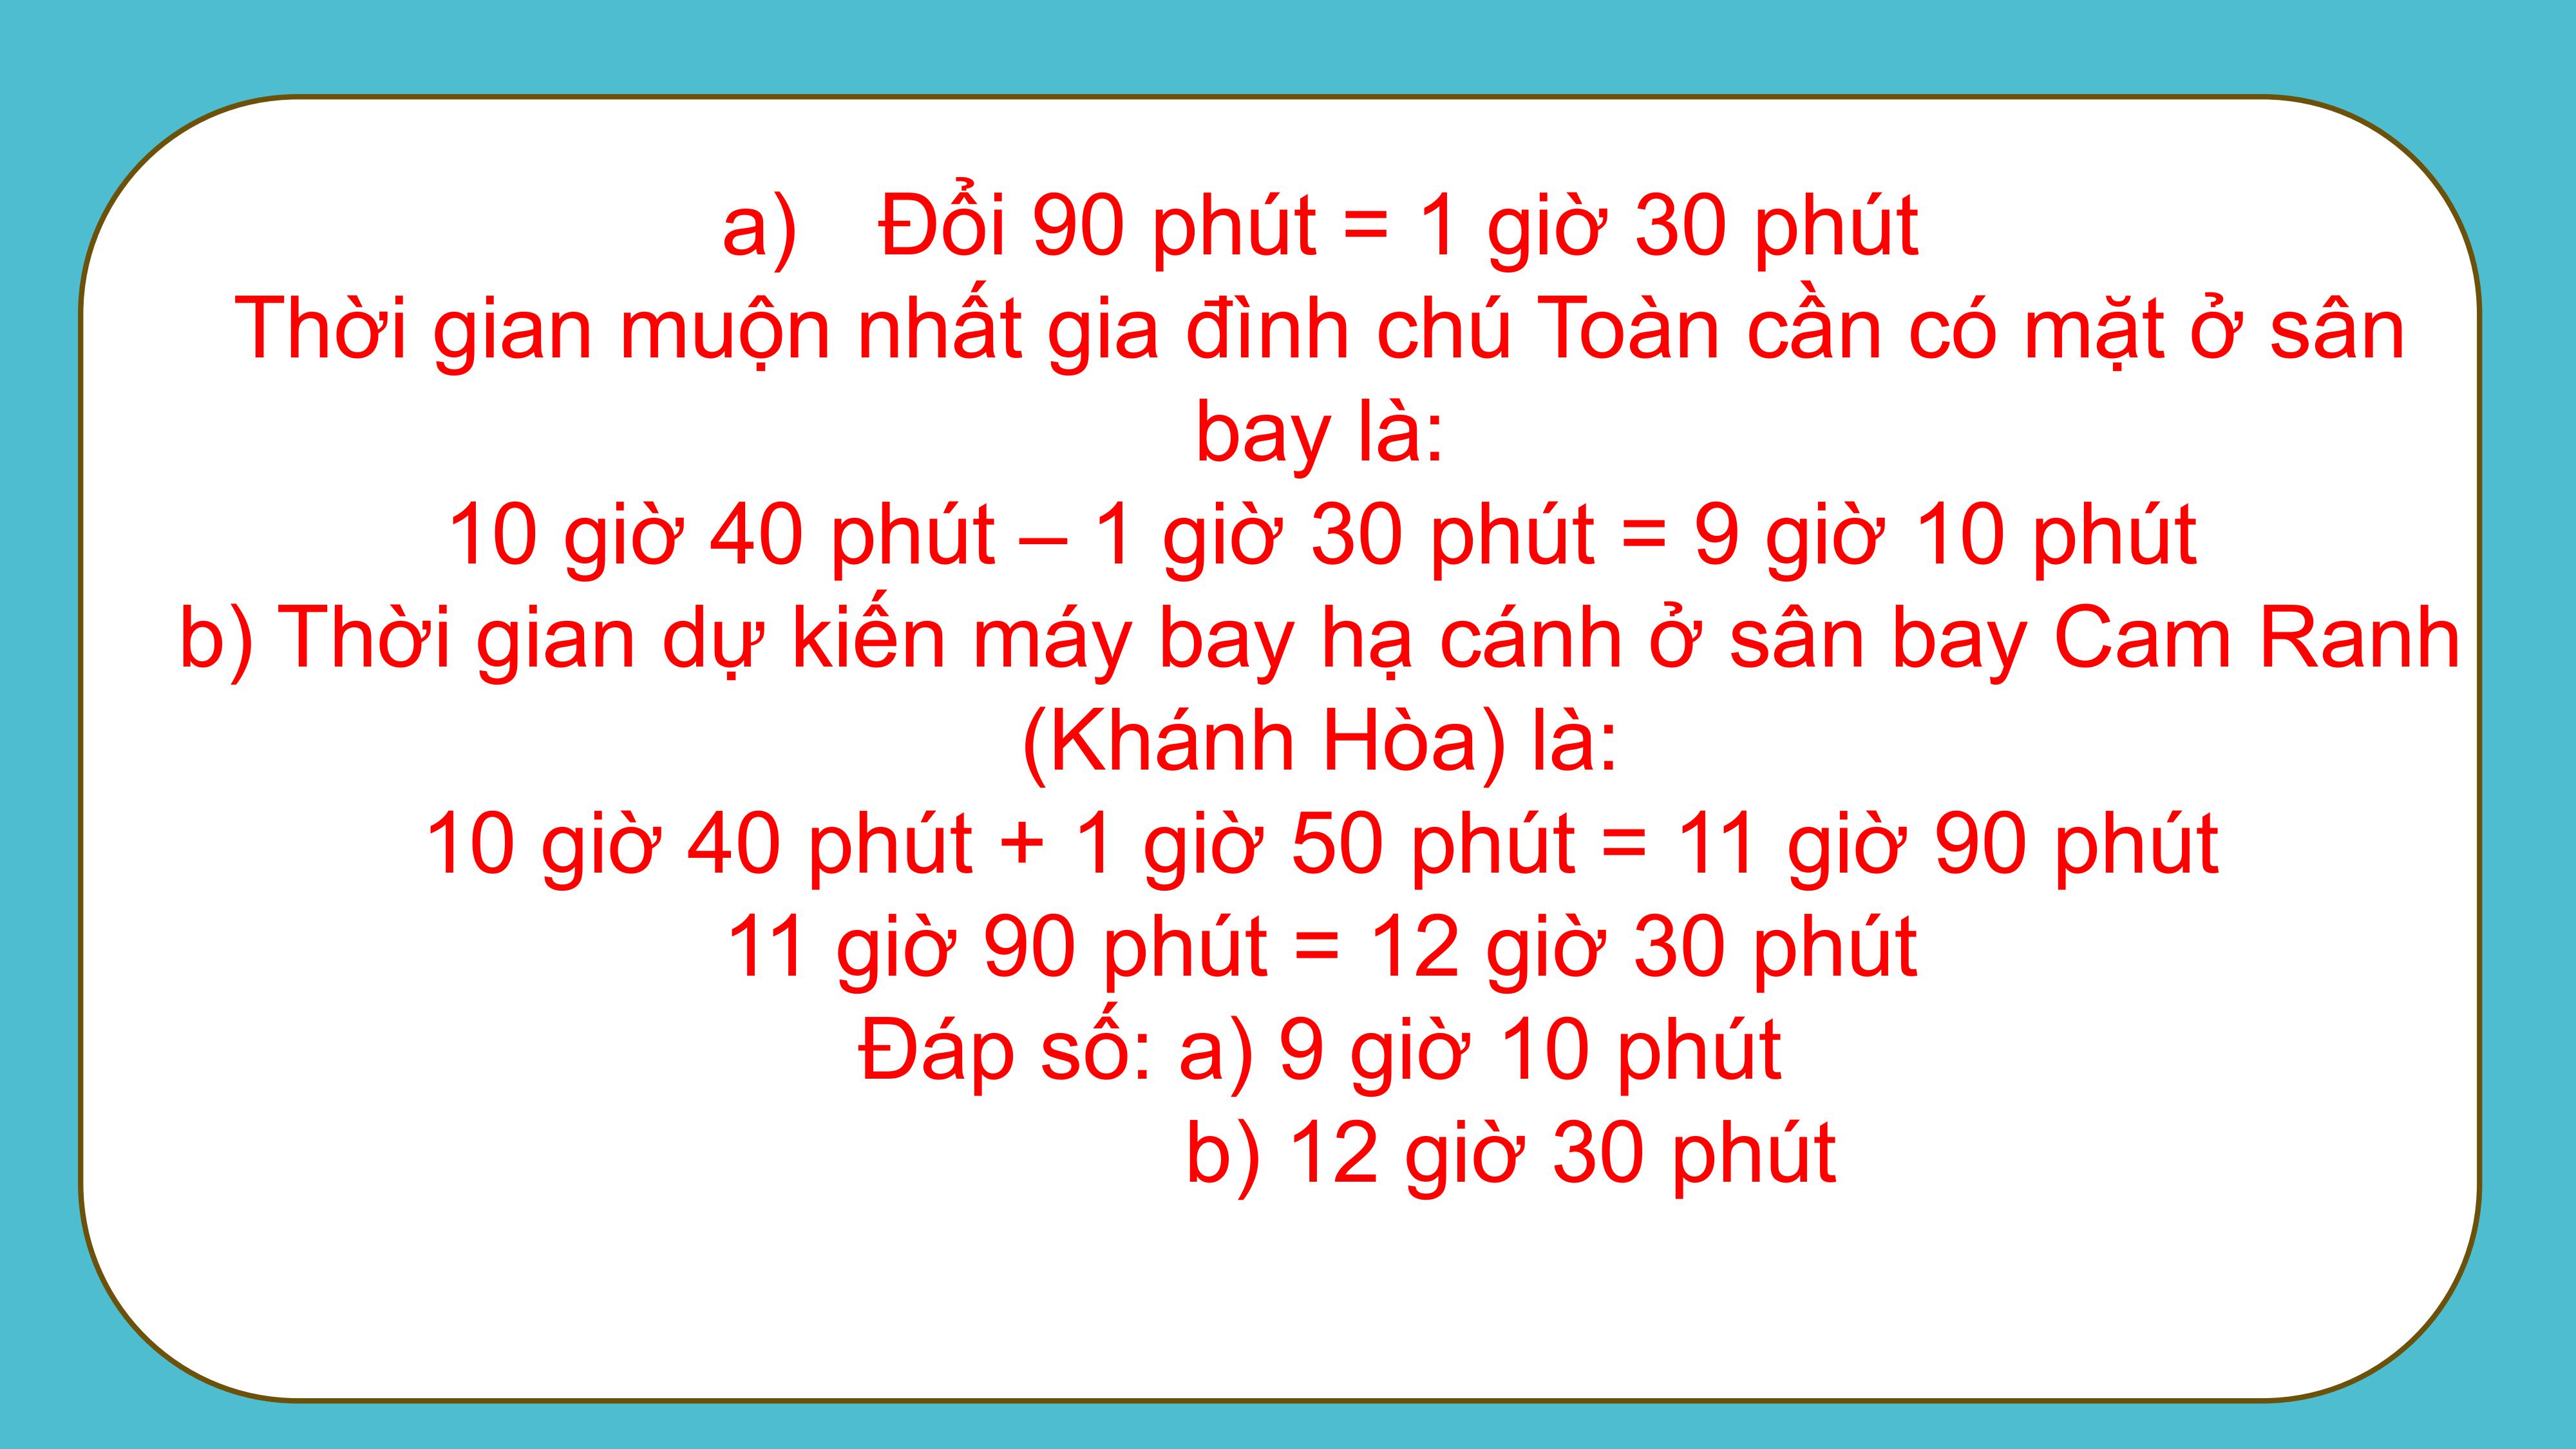 a) Đổi 90 phút = 1 giờ 30 phút
Thời gian muộn nhất gia đình chú Toàn cần có mặt ở sân
bay là:
10 giờ 40 phút – 1 giờ 30 phút = 9 giờ 10 phút
b) Thời gian dự kiến máy bay hạ cánh ở sân bay Cam Ranh
(Khánh Hòa) là:
10 giờ 40 phút + 1 giờ 50 phút = 11 giờ 90 phút
11 giờ 90 phút = 12 giờ 30 phút
Đáp số: a) 9 giờ 10 phút
b) 12 giờ 30 phút